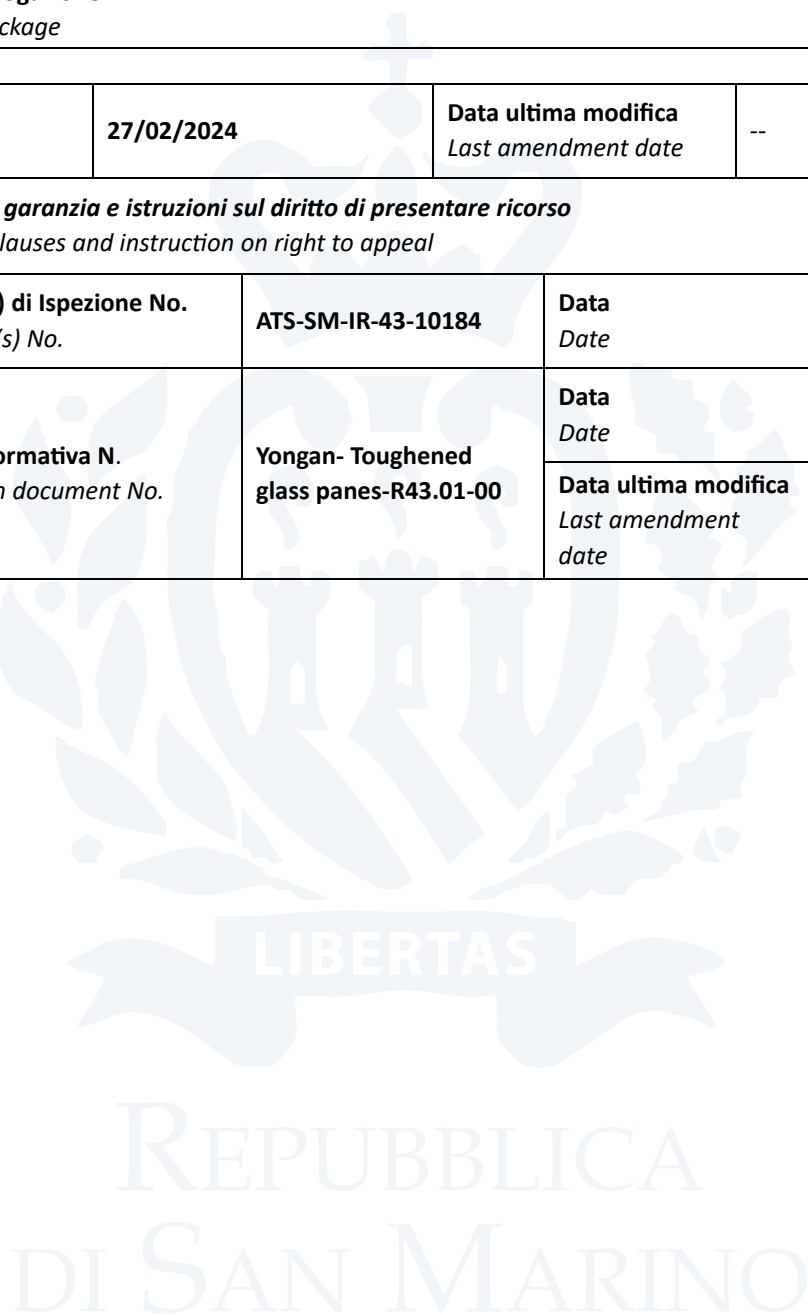 ckage
27/02/2024
Data ultima modifica
Last amendment date
--
garanzia e istruzioni sul diritto di presentare ricorso
lauses and instruction on right to appeal
) di Ispezione No.
(s) No.
ATS-SM-IR-43-10184
Data
Date
ormativa N.
n document No.
Yongan- Toughened
glass panes-R43.01-00
Data
Date
Data ultima modifica
Last amendment
date
LIBERTAS
REPUBBLICA
DI SAN MARINO